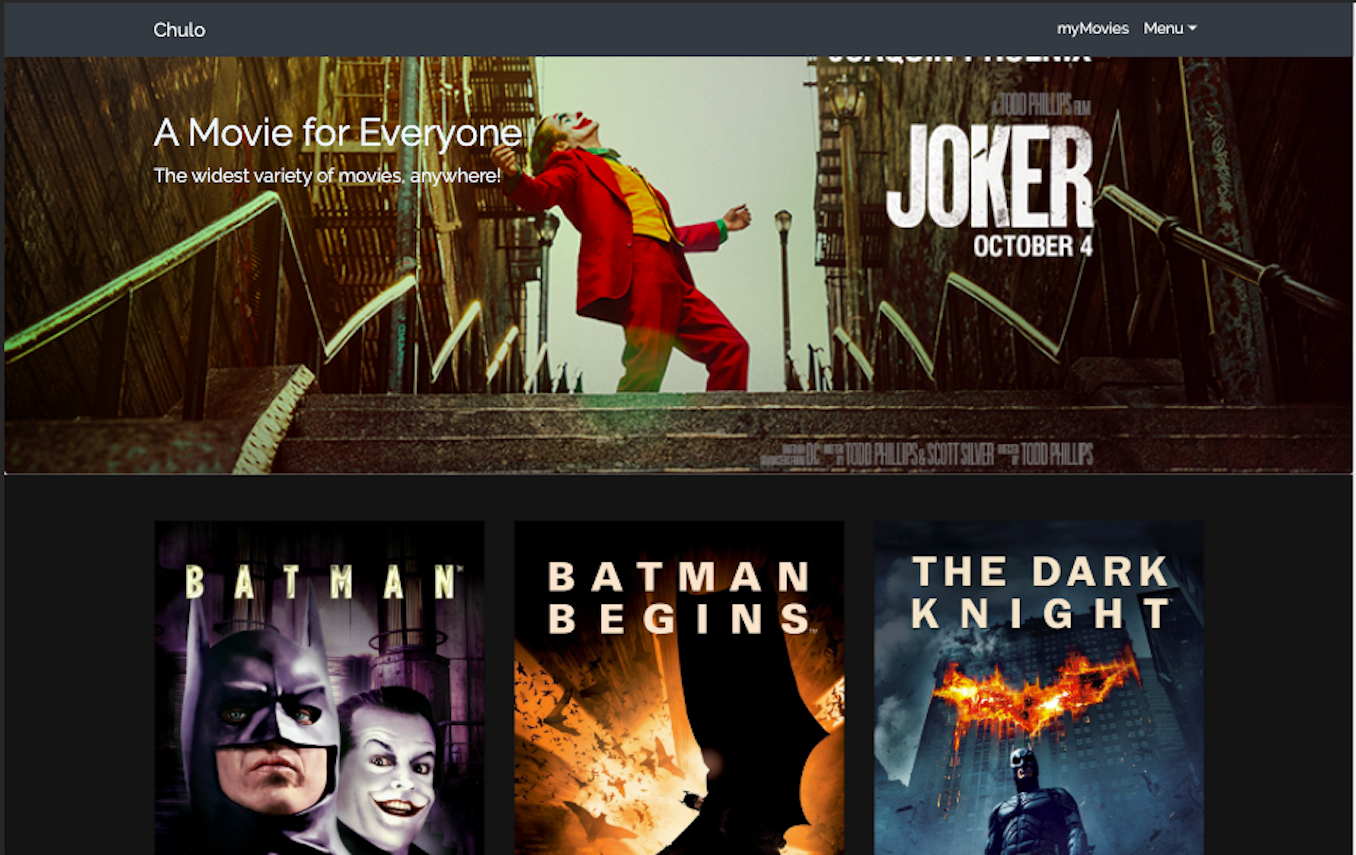 Chulo
myMovies
Menu
JOAQUIN PHOENIX
A TODD PHILLIPS FILM
JOKER
OCTOBER 4
A Movie for Everyone
The widest variety of movies, anywhere!
DC TODD PHILLIPS & SCOTT SILVER TODD PHILLIPS
BATMAN™
BATMAN
BEGINS™
THE DARK
KNIGHT